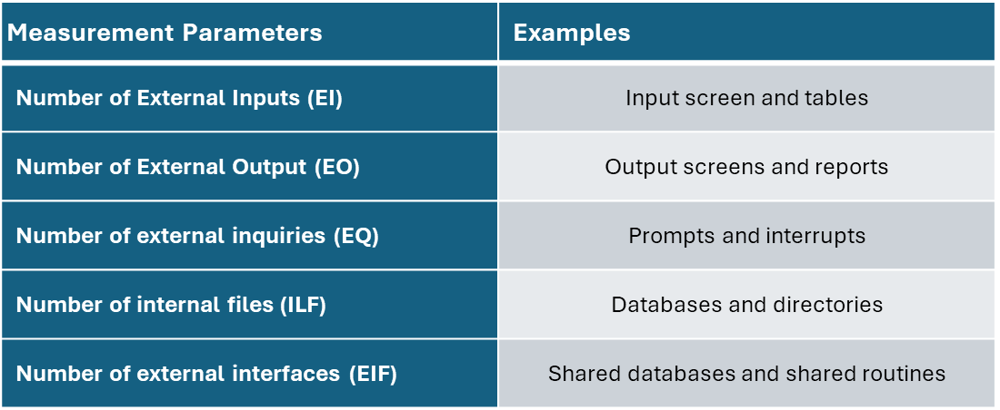 Measurement Parameters Examples
Number of External Inputs (EI) Input screen and tables
Number of External Output (EO) Output screens and reports
Number of external inquiries (EQ) Prompts and interrupts
Number of internal files (ILF) Databases and directories
Number of external interfaces (EIF) Shared databases and shared routines